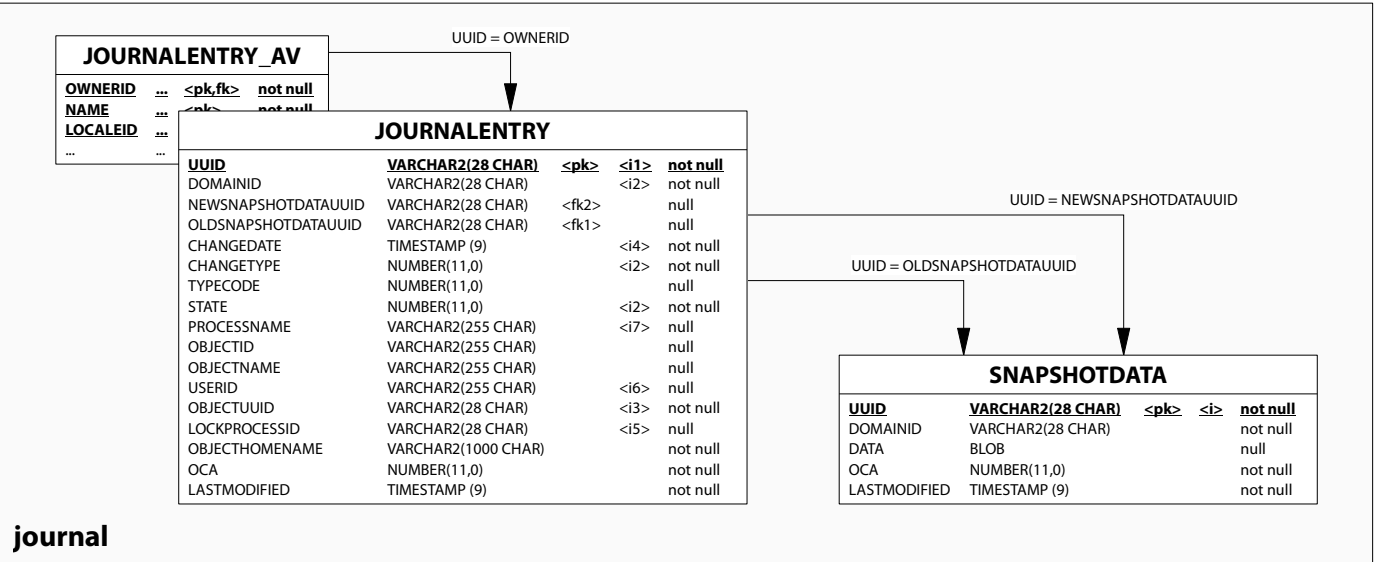 UUID = OWNERID
JOURNALENTRY_AV
OWNERID ... <pk,fk> not null
NAME ... <pk> not null
LOCALEID ...
... ...
JOURNALENTRY
UUID VARCHAR2(28 CHAR) <pk> <i1> not null
DOMAINID VARCHAR2(28 CHAR) <i2> not null
NEWSNAPSHOTDATAUUID VARCHAR2(28 CHAR) <fk2> null
OLDSNAPSHOTDATAUUID VARCHAR2(28 CHAR) <fk1> null
CHANGEDATE TIMESTAMP (9) <i4> not null
CHANGETYPE NUMBER(11,0) <i2> not null
TYPECODE NUMBER(11,0) null
STATE NUMBER(11,0) <i2> not null
PROCESSNAME VARCHAR2(255 CHAR) <i7> null
OBJECTID VARCHAR2(255 CHAR) null
OBJECTNAME VARCHAR2(255 CHAR) null
USERID VARCHAR2(255 CHAR) <i6> null
OBJECTUUID VARCHAR2(28 CHAR) <i3> not null
LOCKPROCESSID VARCHAR2(28 CHAR) <i5> null
OBJECTHOMENAME VARCHAR2(1000 CHAR) not null
OCA NUMBER(11,0) not null
LASTMODIFIED TIMESTAMP (9) not null
UUID = NEWSNAPSHOTDATAUUID
UUID = OLDSNAPSHOTDATAUUID
SNAPSHOTDATA
UUID VARCHAR2(28 CHAR) <pk> <i> not null
DOMAINID VARCHAR2(28 CHAR) not null
DATA BLOB null
OCA NUMBER(11,0) not null
LASTMODIFIED TIMESTAMP (9) not null
journal